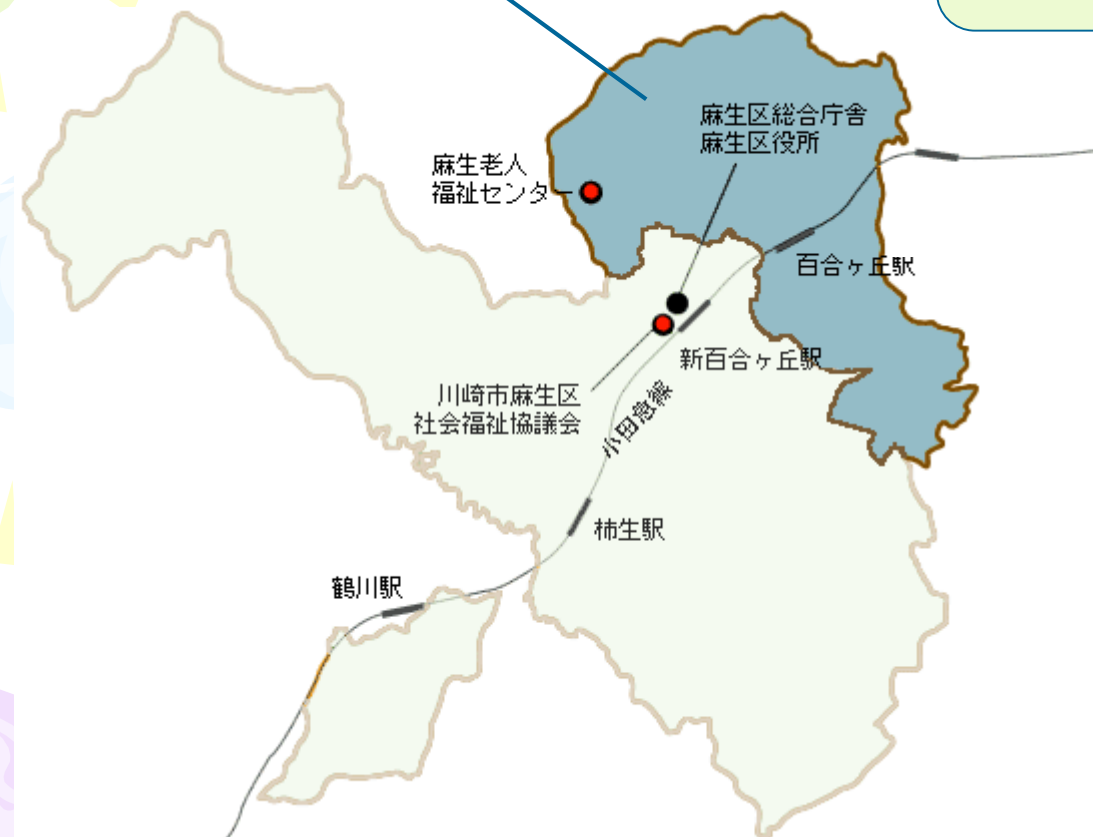 麻生区総合庁舎
麻生区役所
麻生老人
福祉センター
百合ヶ丘駅
新百合ヶ丘駅
川崎市麻生区
社会福祉協議会
小田急線
柿生駅
鶴川駅